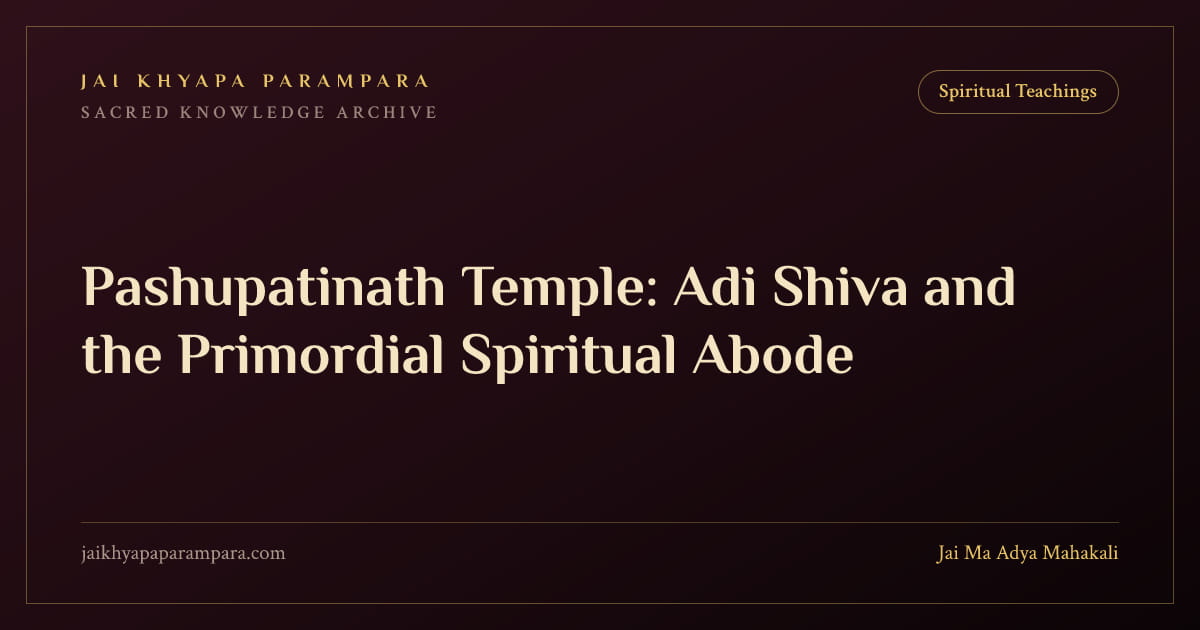 JAI KHYAPA PARAMPARA
SACRED KNOWLEDGE ARCHIVE
Spiritual Teachings
Pashupatinath Temple: Adi Shiva and
the Primordial Spiritual Abode
jaikhyapaparampara.com
Jai Ma Adya Mahakali